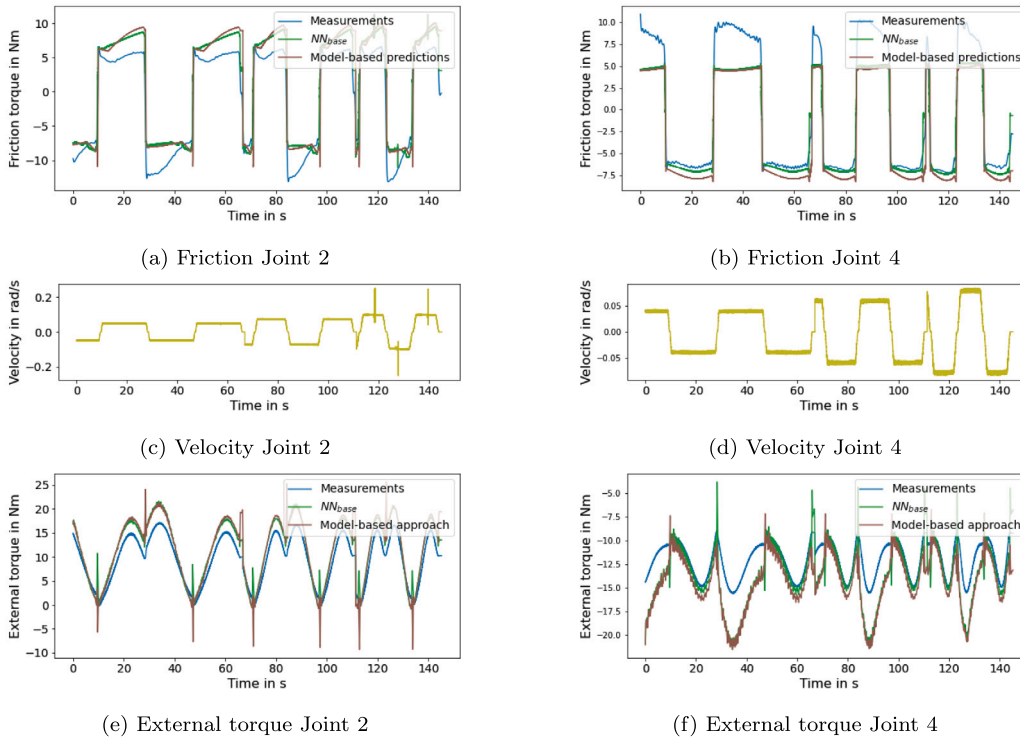 Friction torque in Nm
10
5
0
−5
−10
Measurements
NNbase
Model-based predictions
0 20 40 60 80 100 120 140
Time in s
(a) Friction Joint 2
Friction torque in Nm
10.0
7.5
5.0
2.5
0.0
−2.5
−5.0
−7.5
Measurements
NNbase
Model-based predictions
0 20 40 60 80 100 120 140
Time in s
(b) Friction Joint 4
Velocity in rad/s
0.2
0.0
−0.2
0 20 40 60 80 100 120 140
Time in s
(c) Velocity Joint 2
Velocity in rad/s
0.05
0.00
−0.05
0 20 40 60 80 100 120 140
Time in s
(d) Velocity Joint 4
External torque in Nm
25
20
15
10
5
0
−5
−10
Measurements
NNbase
Model-based approach
0 20 40 60 80 100 120 140
Time in s
(e) External torque Joint 2
External torque in Nm
−5.0
−7.5
−10.0
−12.5
−15.0
−17.5
−20.0
Measurements
NNbase
Model-based approach
0 20 40 60 80 100 120 140
Time in s
(f) External torque Joint 4